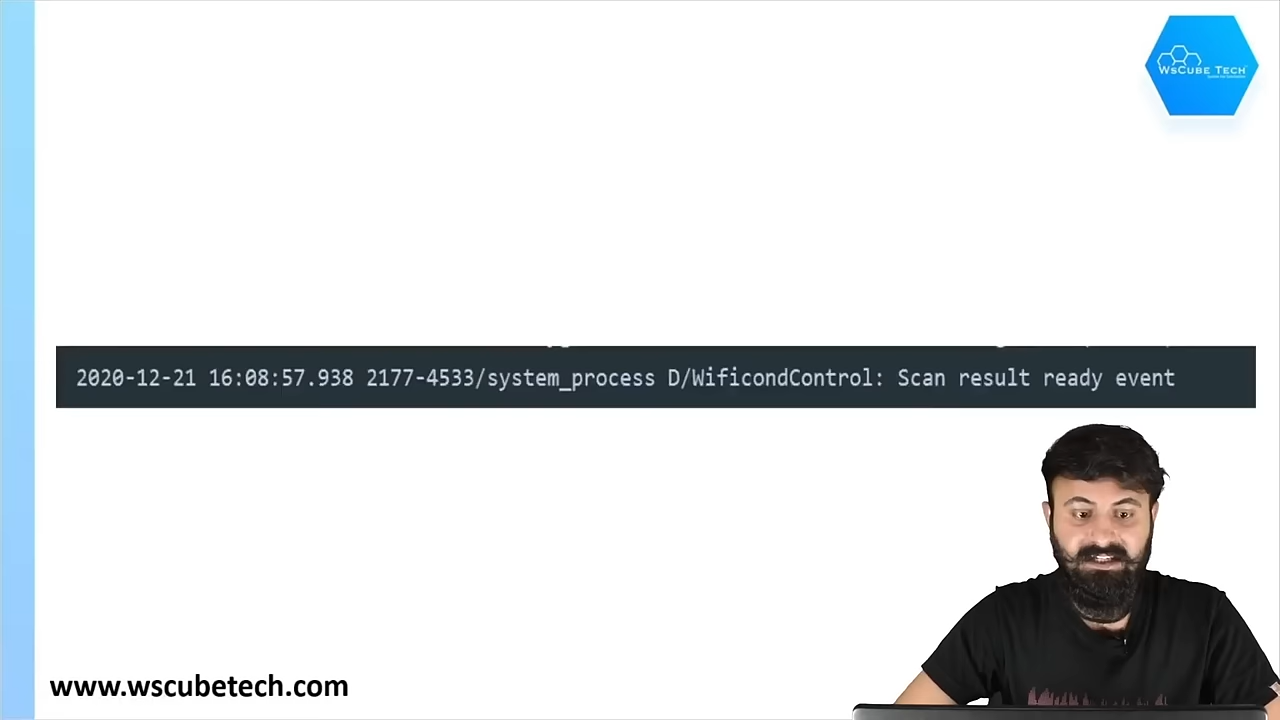 WsCube Tech
2020-12-21 16:08:57.938 2177-4533/system_process D/WificondControl: Scan result ready event
www.wscubetech.com